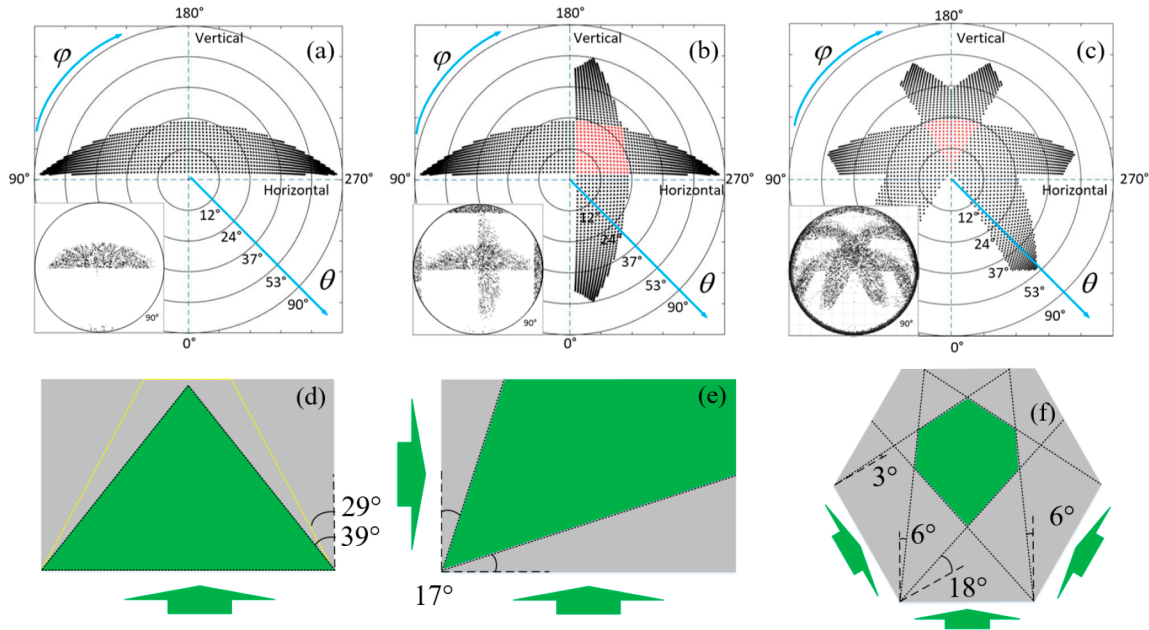 180°
φ
Vertical
(a)
90°
Horizontal
270°
12°
24°
37°
53°
90°
θ
90°
0°
180°
φ
Vertical
(b)
90°
Horizontal
270°
12°
24°
37°
53°
90°
θ
90°
0°
180°
φ
Vertical
(c)
90°
Horizontal
270°
12°
24°
37°
53°
90°
θ
90°
0°
(d)
29°
39°
(e)
17°
(f)
3°
6°
6°
18°